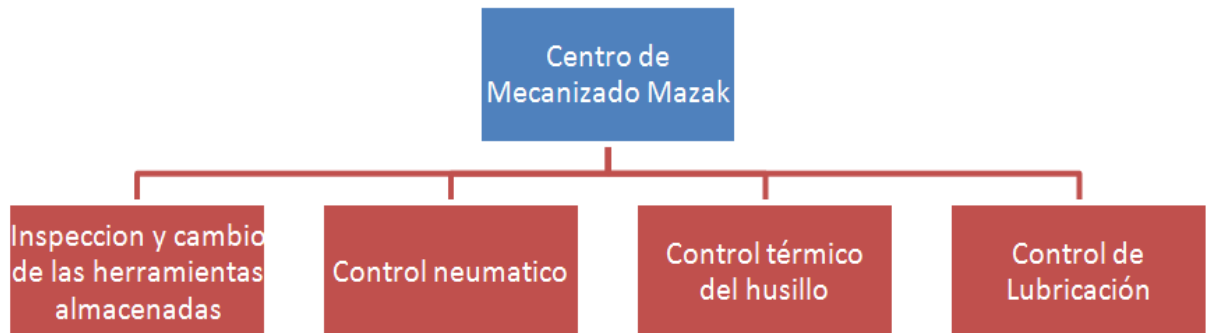 Centro de
Mecanizado Mazak
Inspeccion y cambio
de las herramientas
almacenadas
Control neumatico
Control térmico
del husillo
Control de
Lubricación